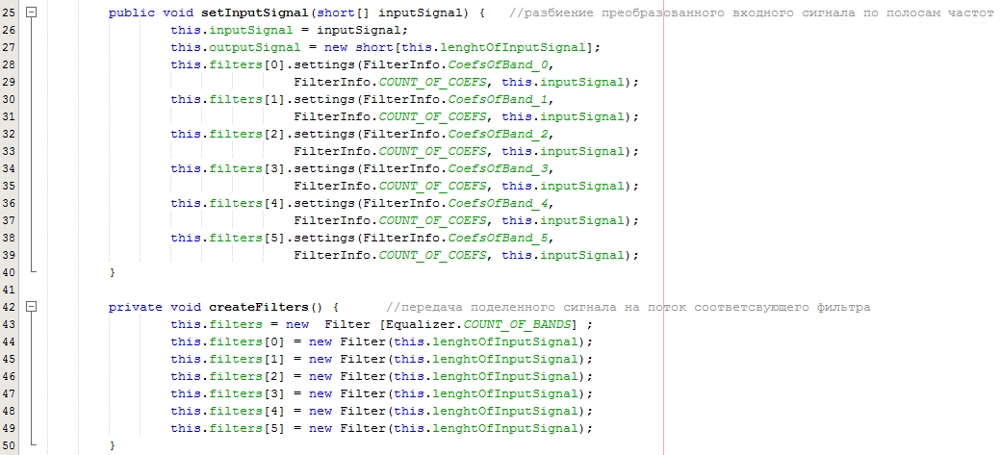 25 public void setInputSignal(short[] inputSignal) { //разбиение преобразованного входного сигнала по полосам частот
26 this.inputSignal = inputSignal;
27 this.outputSignal = new short[this.lenghtOfInputSignal];
28 this.filters[0].settings(FilterInfo.CoefsOfBand_0,
29 FilterInfo.COUNT_OF_COEFS, this.inputSignal);
30 this.filters[1].settings(FilterInfo.CoefsOfBand_1,
31 FilterInfo.COUNT_OF_COEFS, this.inputSignal);
32 this.filters[2].settings(FilterInfo.CoefsOfBand_2,
33 FilterInfo.COUNT_OF_COEFS, this.inputSignal);
34 this.filters[3].settings(FilterInfo.CoefsOfBand_3,
35 FilterInfo.COUNT_OF_COEFS, this.inputSignal);
36 this.filters[4].settings(FilterInfo.CoefsOfBand_4,
37 FilterInfo.COUNT_OF_COEFS, this.inputSignal);
38 this.filters[5].settings(FilterInfo.CoefsOfBand_5,
39 FilterInfo.COUNT_OF_COEFS, this.inputSignal);
40 }
41
42 private void createFilters() { //передача поделенного сигнала на поток соответсвующего фильтра
43 this.filters = new Filter [Equalizer.COUNT_OF_BANDS] ;
44 this.filters[0] = new Filter(this.lenghtOfInputSignal);
45 this.filters[1] = new Filter(this.lenghtOfInputSignal);
46 this.filters[2] = new Filter(this.lenghtOfInputSignal);
47 this.filters[3] = new Filter(this.lenghtOfInputSignal);
48 this.filters[4] = new Filter(this.lenghtOfInputSignal);
49 this.filters[5] = new Filter(this.lenghtOfInputSignal);
50 }